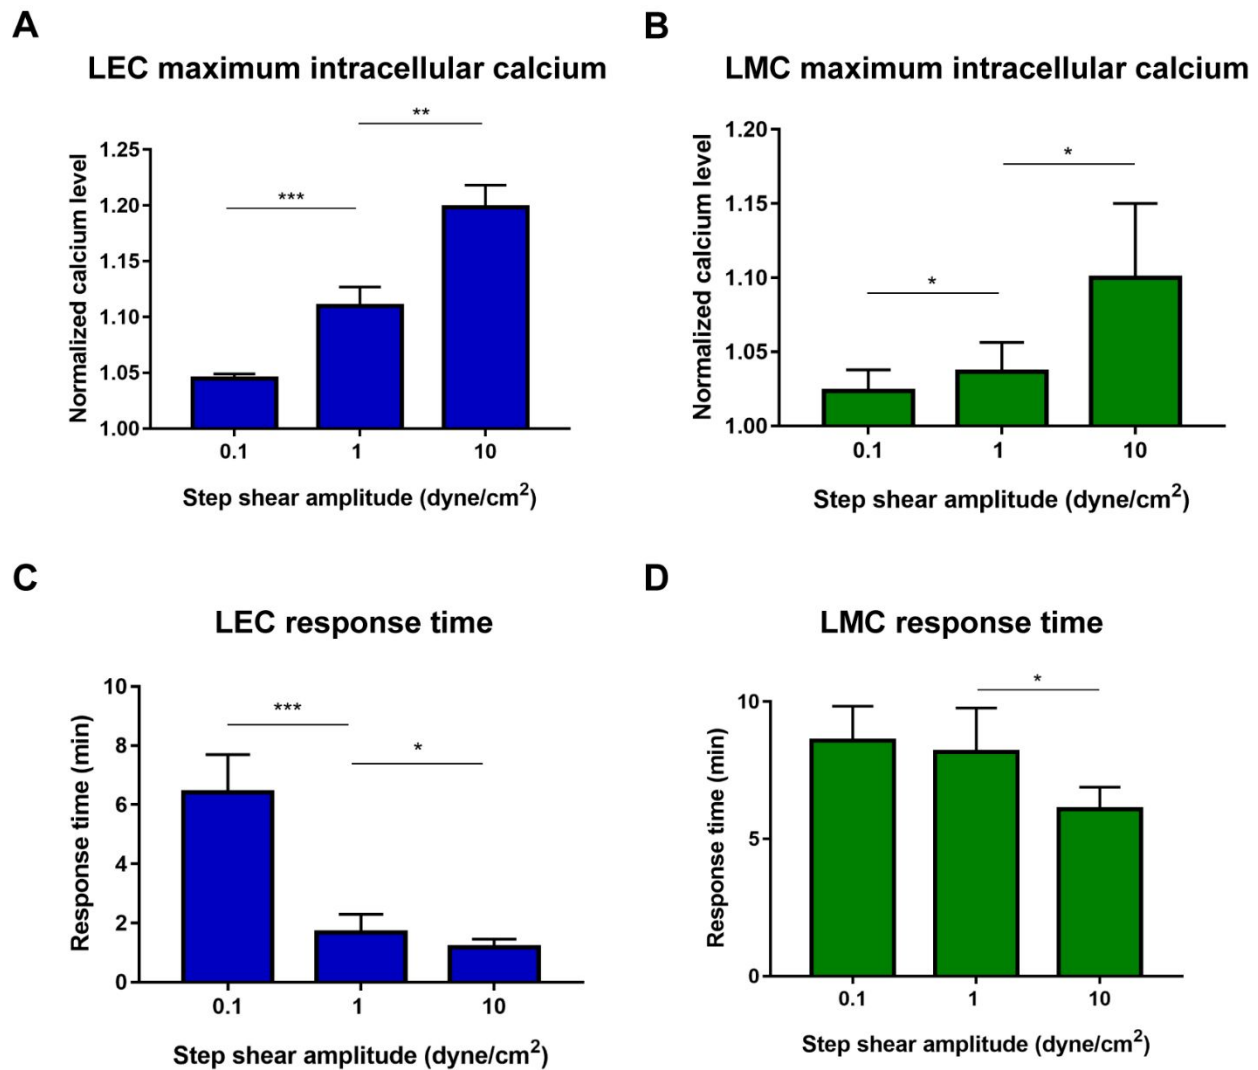 A
LEC maximum intracellular calcium
Normalized calcium level
1.25
1.20
1.15
1.10
1.05
1.00
***
**
0.1 1 10
Step shear amplitude (dyne/cm²)
B
LMC maximum intracellular calcium
Normalized calcium level
1.20
1.15
1.10
1.05
1.00
*
*
0.1 1 10
Step shear amplitude (dyne/cm²)
C
LEC response time
Response time (min)
10
8
6
4
2
0
***
*
0.1 1 10
Step shear amplitude (dyne/cm²)
D
LMC response time
Response time (min)
10
5
0
*
0.1 1 10
Step shear amplitude (dyne/cm²)